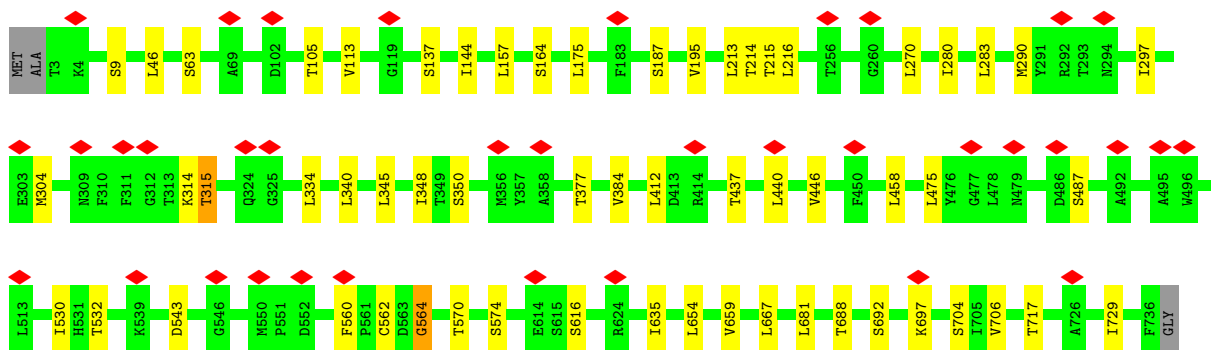 MET ALA T3 K4 S9 L46 S63 A69 D102 T105 V113 G119 S137 I144 L157 S164 L175 F183 S187 V195 L213 T214 T215 L216 T256 G260 L270 I280 L283 M290 Y291 R292 T293 N294 I297
E303 M304 N309 F310 F311 G312 T313 K314 T315 Q324 G325 L334 L340 L345 I348 T349 S350 M356 Y357 A358 T377 V384 L412 D413 R414 T437 L440 V446 F450 L458 L475 Y476 G477 L478 N479 D486 S487 A492 A495 W496
L513 I530 H531 T532 K539 D543 G546 M550 P551 D552 F560 P561 C562 D563 G564 T570 S574 E614 S615 S616 R624 I635 L654 V659 L667 L681 T688 S692 K697 S704 I705 V706 T717 A726 I729 F736 GLY